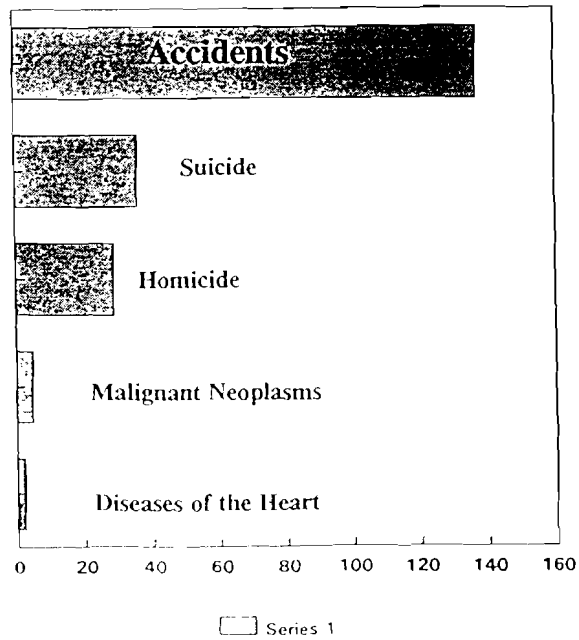 Accidents
Suicide
Homicide
Malignant Neoplasms
Diseases of the Heart
0 20 40 60 80 100 120 140 160
Series 1